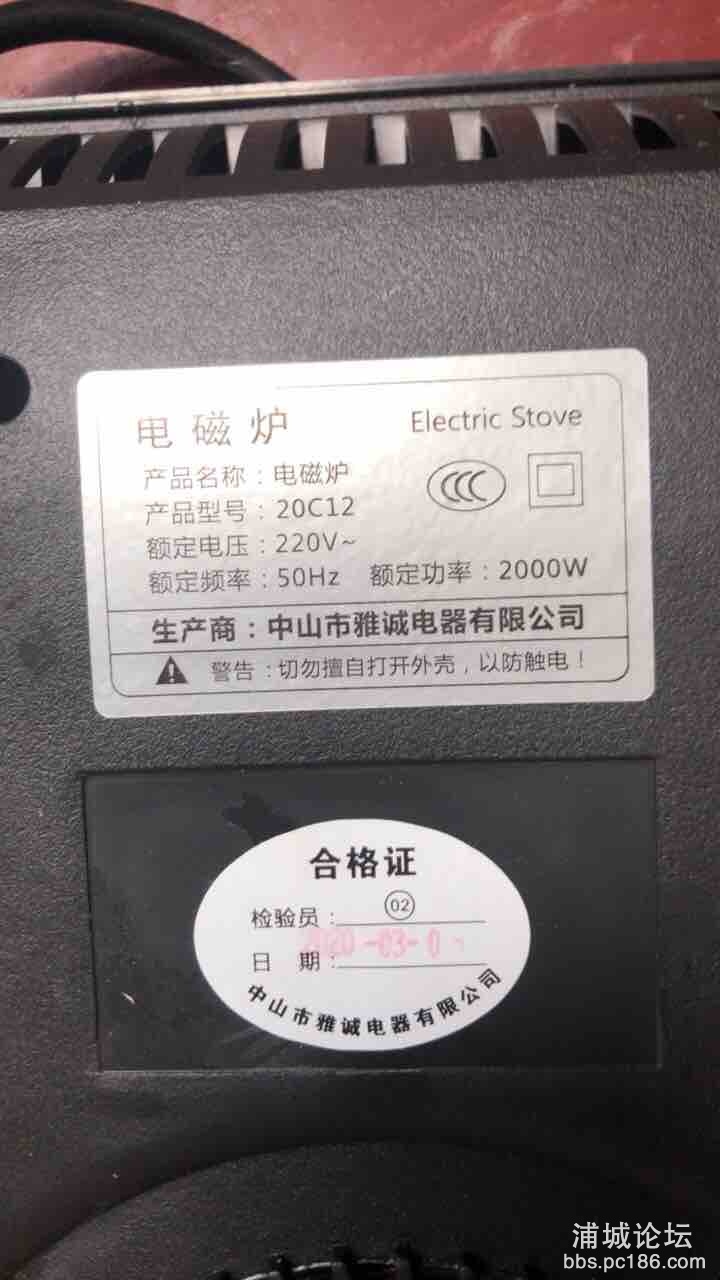 电磁炉
Electric Stove
产品名称：电磁炉
CCC
产品型号：20C12
额定电压：220V~
额定频率：50Hz 额定功率：2000W
生产商：中山市雅诚电器有限公司
警告：切勿擅自打开外壳，以防触电！
合格证
检验员：02
日 期：2020-03-0
中山市雅诚电器有限公司
浦城论坛
bbs.pc186.com